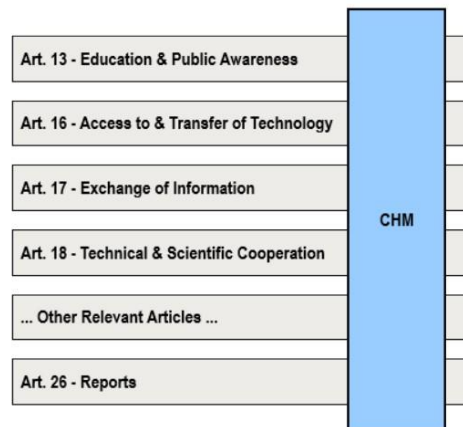 Art. 13 - Education & Public Awareness
Art. 16 - Access to & Transfer of Technology
Art. 17 - Exchange of Information
CHM
Art. 18 - Technical & Scientific Cooperation
... Other Relevant Articles ...
Art. 26 - Reports